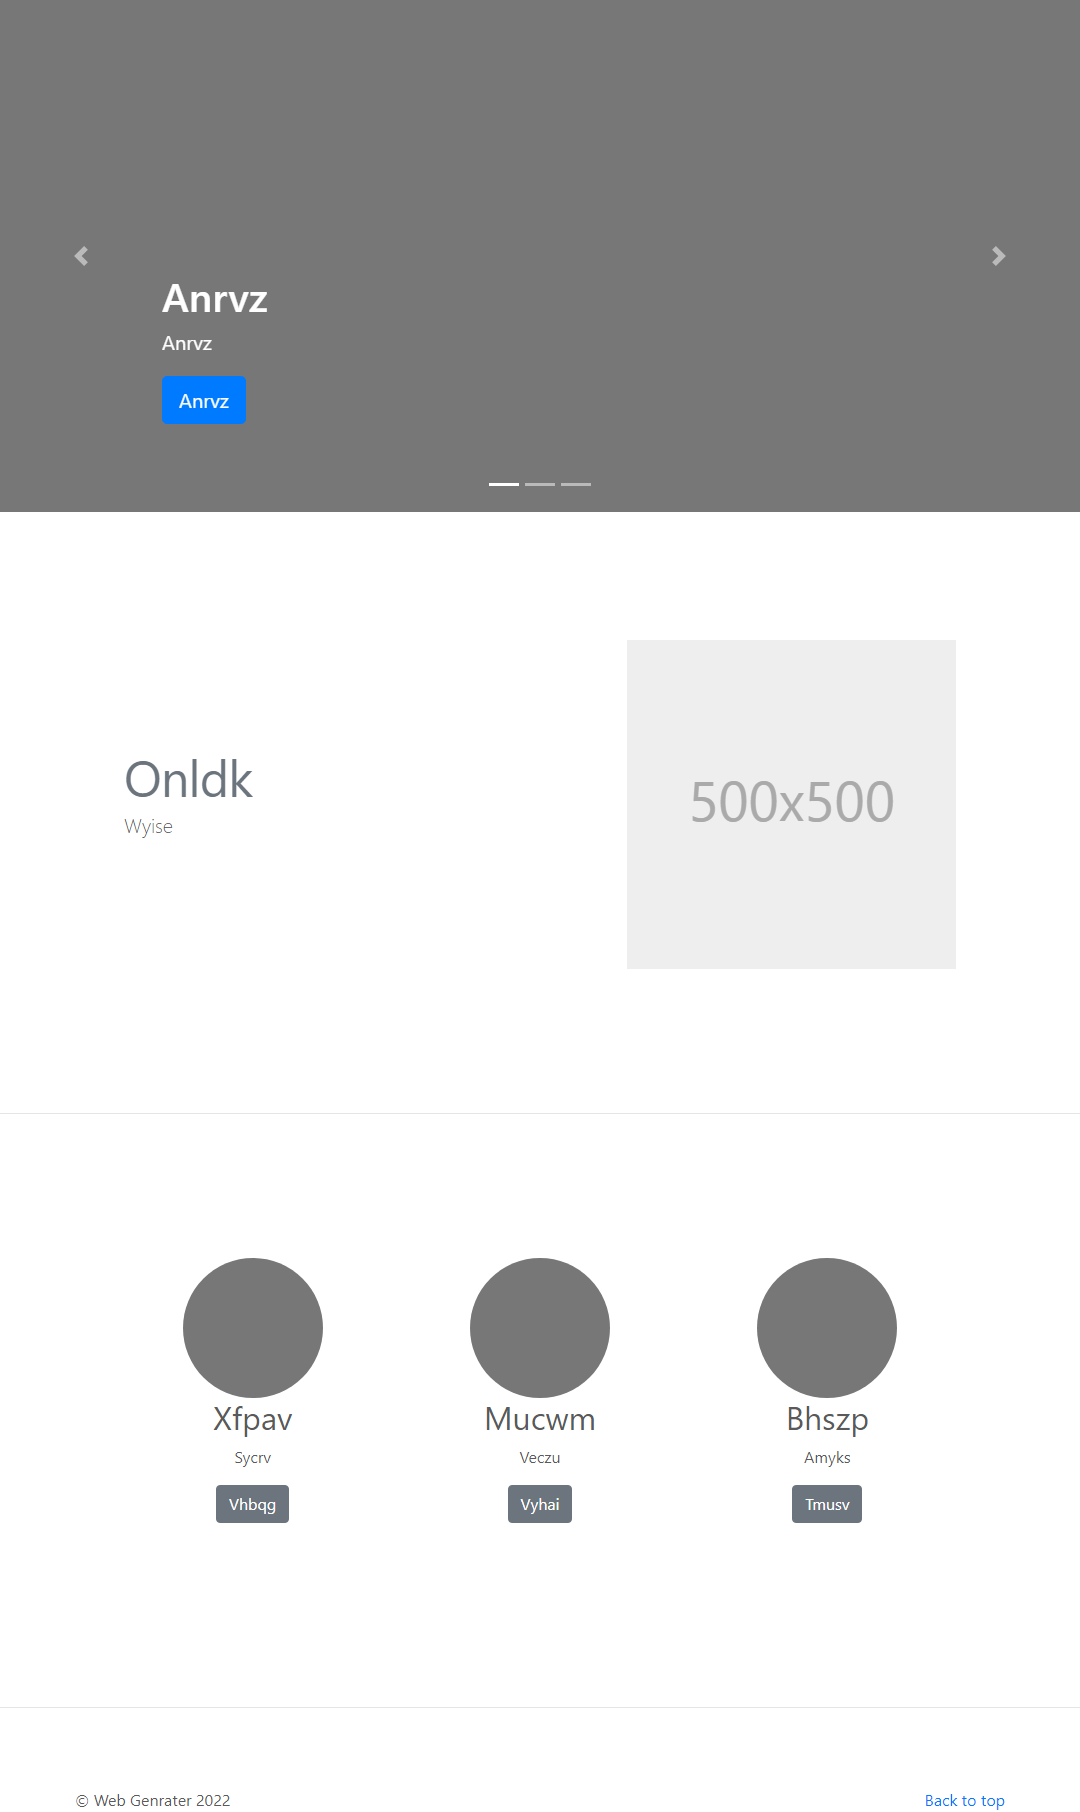 Anrvz
Anrvz
Anrvz
Onldk
Wyise
500x500
Xfpav
Mucwm
Bhszp
Sycrv
Veczu
Amyks
Vhbqg
Vyhai
Tmusv
© Web Genrater 2022
Back to top